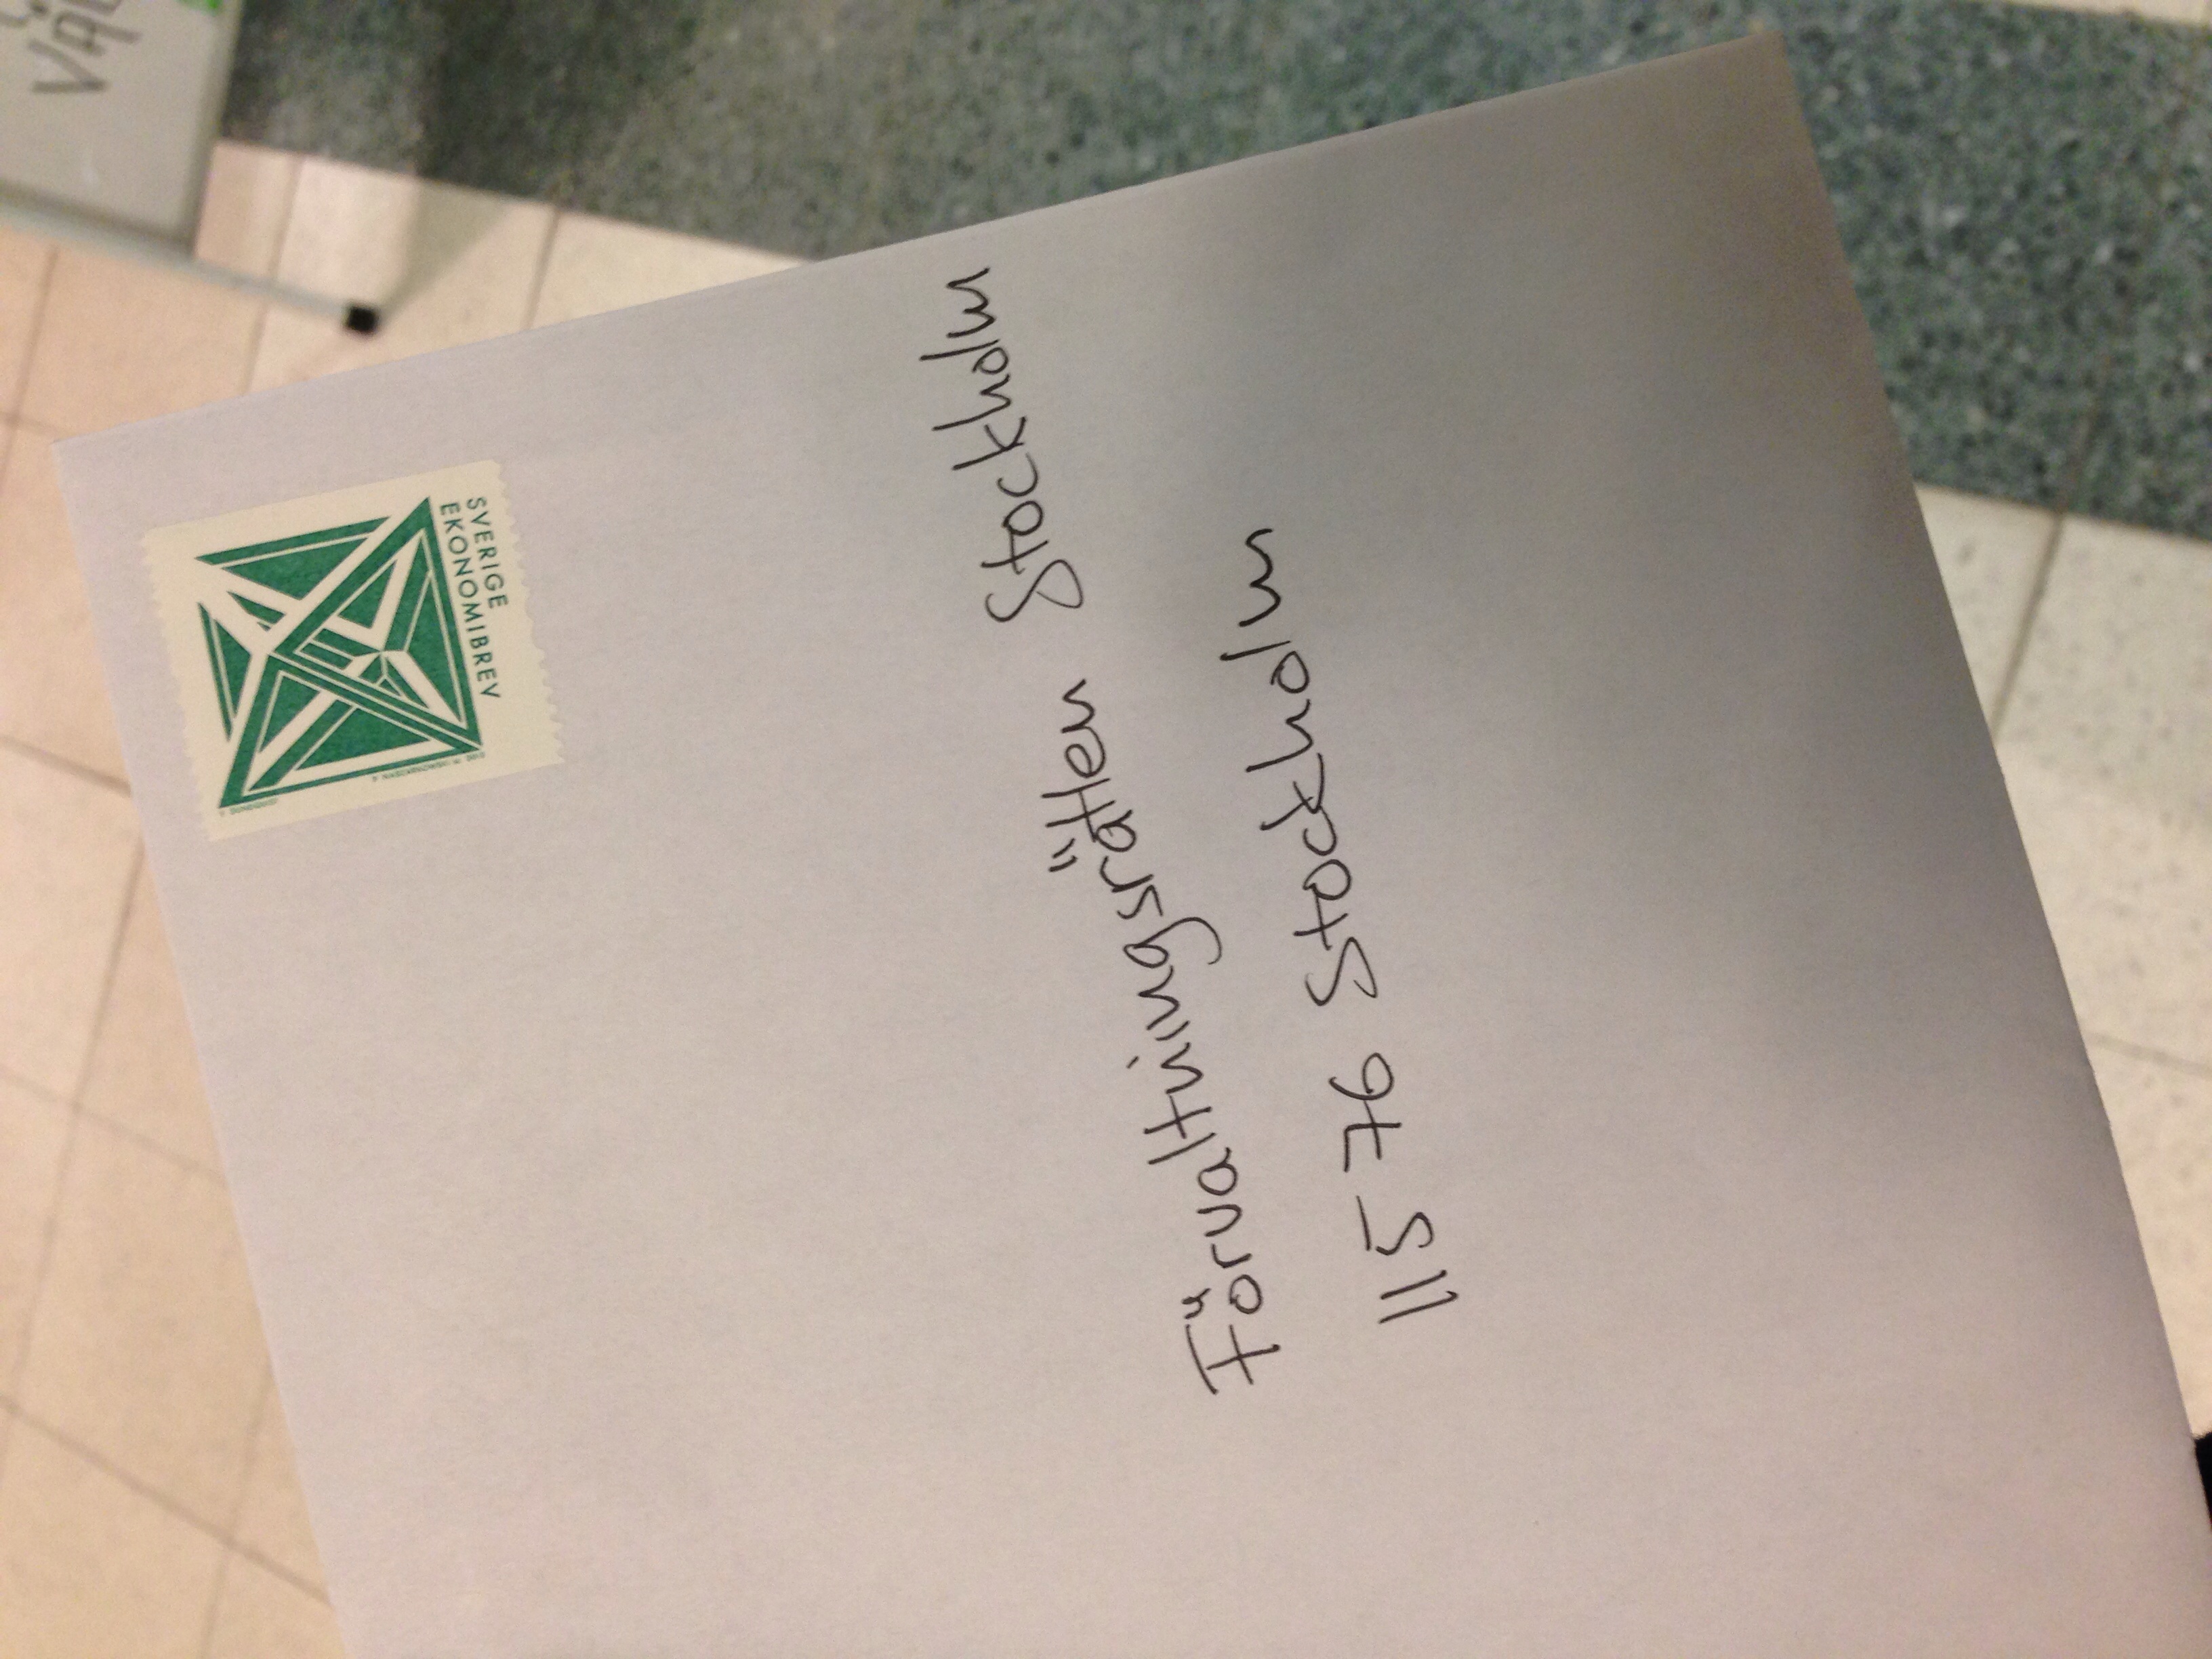 SVERIGE
EKONOMIBREV
Förvaltningsrätten Stockholm
115 76 Stockholm